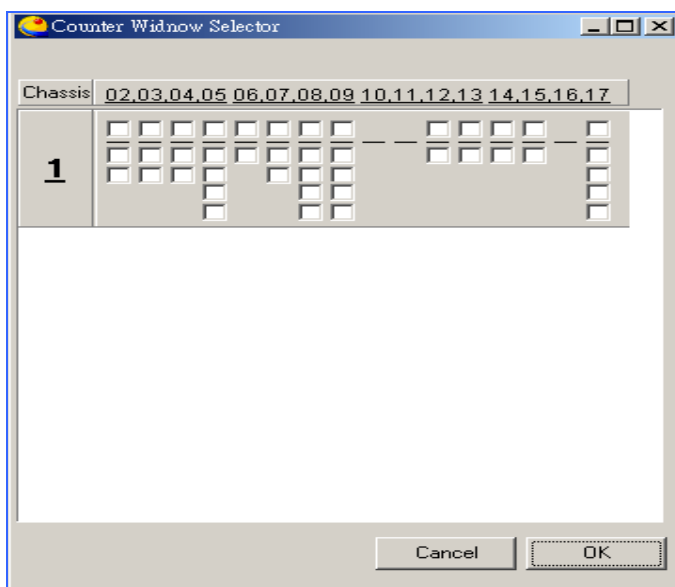 Counter Widnow Selector
Chassis 02,03,04,05 06,07,08,09 10,11,12,13 14,15,16,17
1
Cancel OK